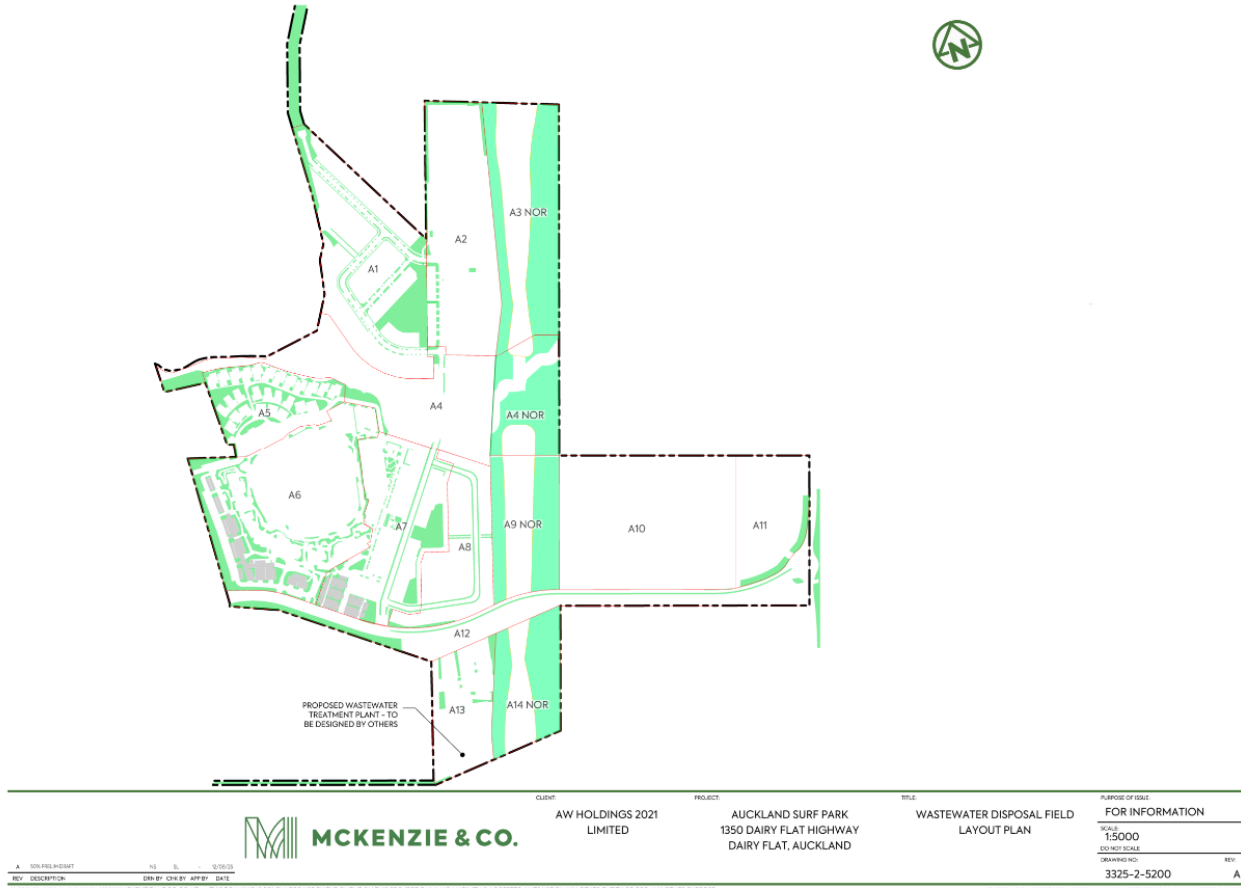 N
A3 NOR
A2
A1
A4
A5
A4 NOR
A6
A7
A8
A9 NOR
A10
A11
A12
PROPOSED WASTEWATER
TREATMENT PLANT - TO
BE DESIGNED BY OTHERS
A13
A14 NOR
MCKENZIE & CO.
CLIENT:
AW HOLDINGS 2021
LIMITED
PROJECT:
AUCKLAND SURF PARK
1350 DAIRY FLAT HIGHWAY
DAIRY FLAT, AUCKLAND
TITLE:
WASTEWATER DISPOSAL FIELD
LAYOUT PLAN
PURPOSE OF ISSUE:
FOR INFORMATION
SCALE:
1:5000
DO NOT SCALE
DRAWING NO:
REV:
3325-2-5200
A
A
REV DESCRIPTION DRN BY CHK BY APP BY DATE